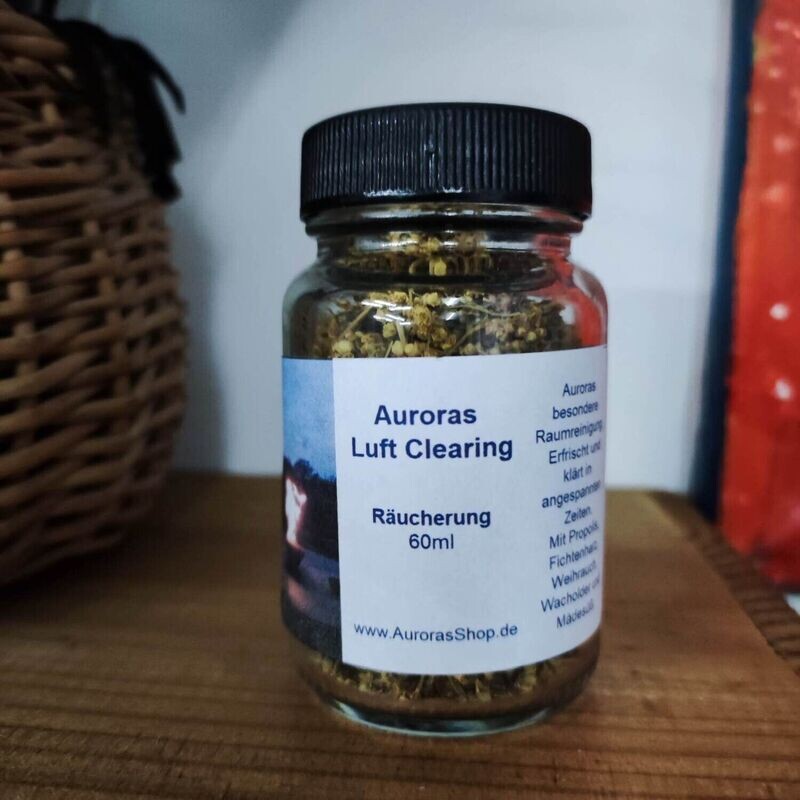 Auroras
Luft Clearing
Räucherung
60ml
www.AurorasShop.de
Auroras
besondere
Raumreinigung.
Erfrischt und
klärt in
angespannten
Zeiten.
Mit Propolis,
Fichtenharz,
Weihrauch,
Wacholder und
Mädesüß.